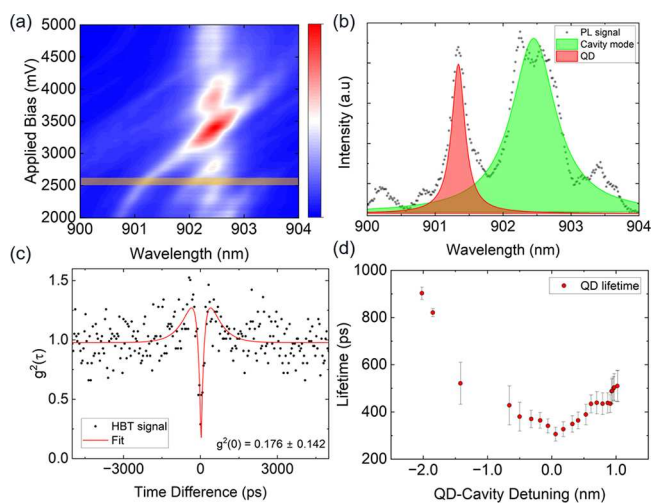 (a)
5000
4500
4000
3500
3000
2500
2000
Applied Bias (mV)
900 901 902 903 904
Wavelength (nm)
(b)
PL signal
Cavity mode
QD
Intensity (a.u)
900 901 902 903 904
Wavelength (nm)
(c)
1.5
1.0
0.5
0.0
g²(τ)
HBT signal
Fit
g²(0) = 0.176 ± 0.142
-3000 0 3000
Time Difference (ps)
(d)
1000
800
600
400
200
Lifetime (ps)
QD lifetime
-2.0 -1.0 0.0 1.0
QD-Cavity Detuning (nm)